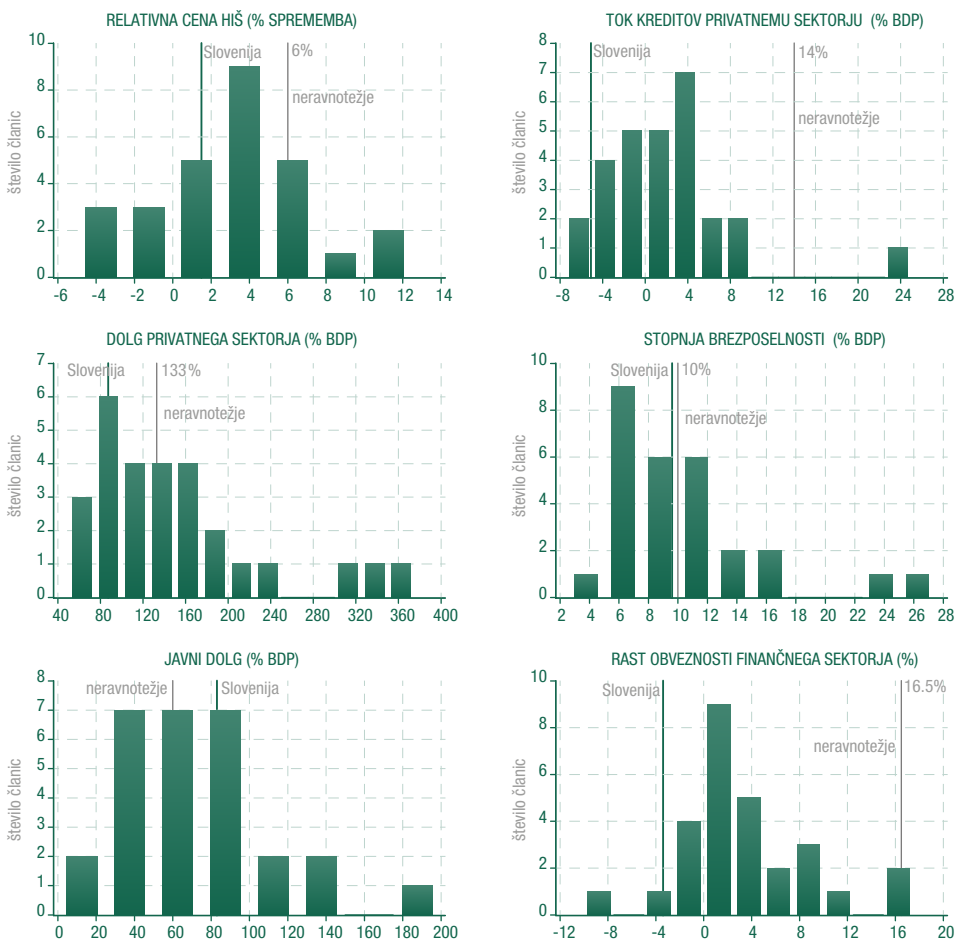 RELATIVNA CENA HIŠ (% SPREMEMBA)
10
8
6
4
2
0
število članic
Slovenija
6%
neravnotežje
-6 -4 -2 0 2 4 6 8 10 12 14
TOK KREDITOV PRIVATNEMU SEKTORJU (% BDP)
8
7
6
5
4
3
2
1
0
število članic
Slovenija
14%
neravnotežje
-8 -4 0 4 8 12 16 20 24 28
DOLG PRIVATNEGA SEKTORJA (% BDP)
7
6
5
4
3
2
1
0
število članic
Slovenija
133%
neravnotežje
40 80 120 160 200 240 280 320 360 400
STOPNJA BREZPOSELNOSTI (% BDP)
10
8
6
4
2
0
število članic
Slovenija
10%
neravnotežje
2 4 6 8 10 12 14 16 18 20 22 24 26 28
JAVNI DOLG (% BDP)
8
7
6
5
4
3
2
1
0
število članic
neravnotežje
Slovenija
0 20 40 60 80 100 120 140 160 180 200
RAST OBVEZNOSTI FINANČNEGA SEKTORJA (%)
10
8
6
4
2
0
število članic
Slovenija
16.5%
neravnotežje
-12 -8 -4 0 4 8 12 16 20